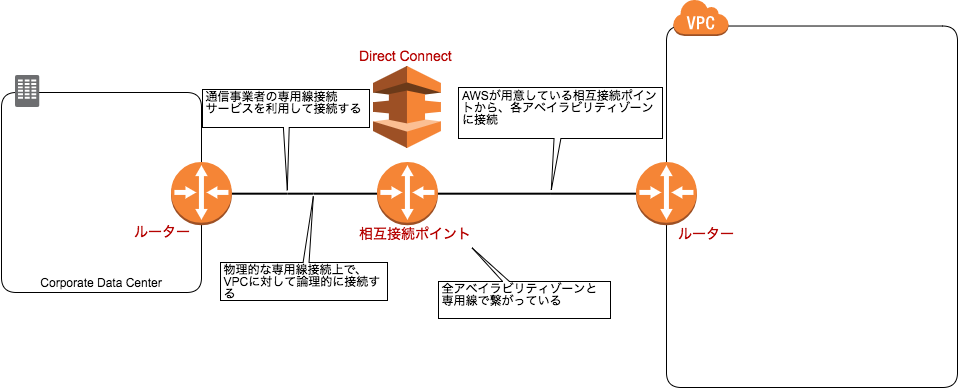 VPC
Direct Connect
通信事業者の専用線接続
サービスを利用して接続する
AWSが用意している相互接続ポイン
トから、各アベイラビリティゾーン
に接続
ルーター
相互接続ポイント
ルーター
物理的な専用線接続上で、
VPCに対して論理的に接続す
る
Corporate Data Center
全アベイラビリティゾーンと
専用線で繋がっている